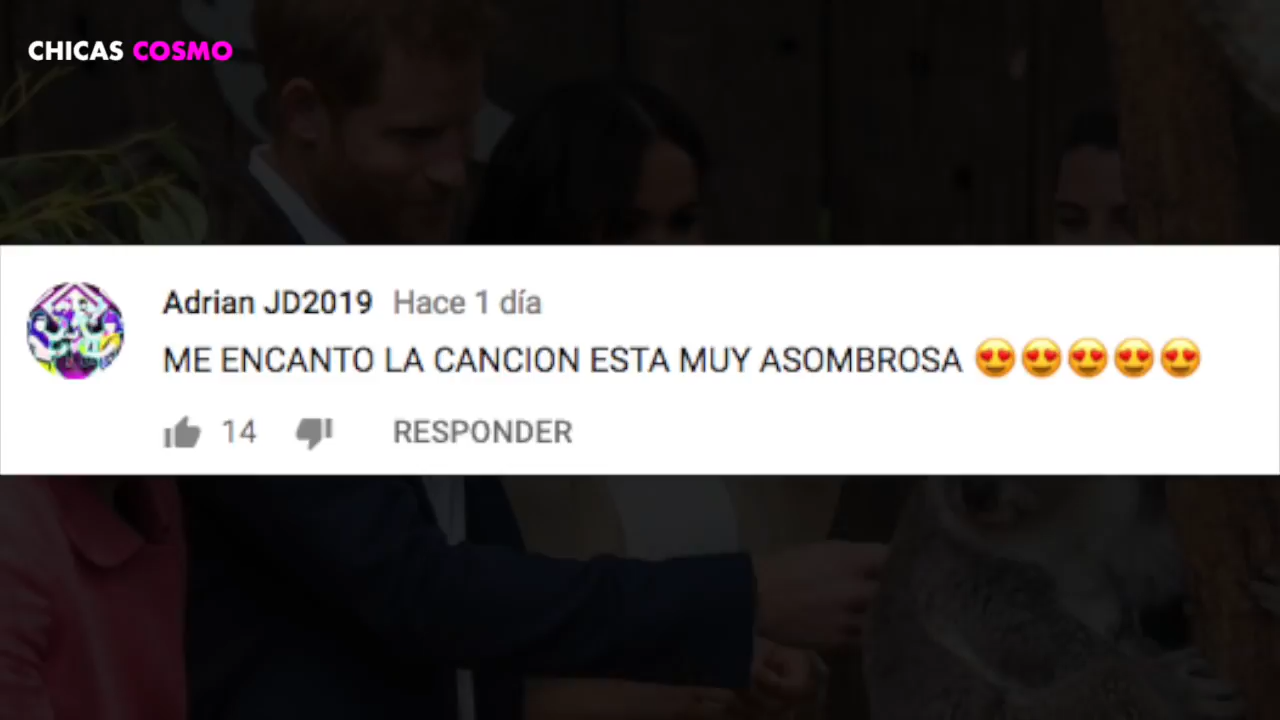 CHICAS COSMO
Adrian JD2019 Hace 1 día
ME ENCANTO LA CANCION ESTA MUY ASOMBROSA 😍😍😍😍😍
14 RESPONDER